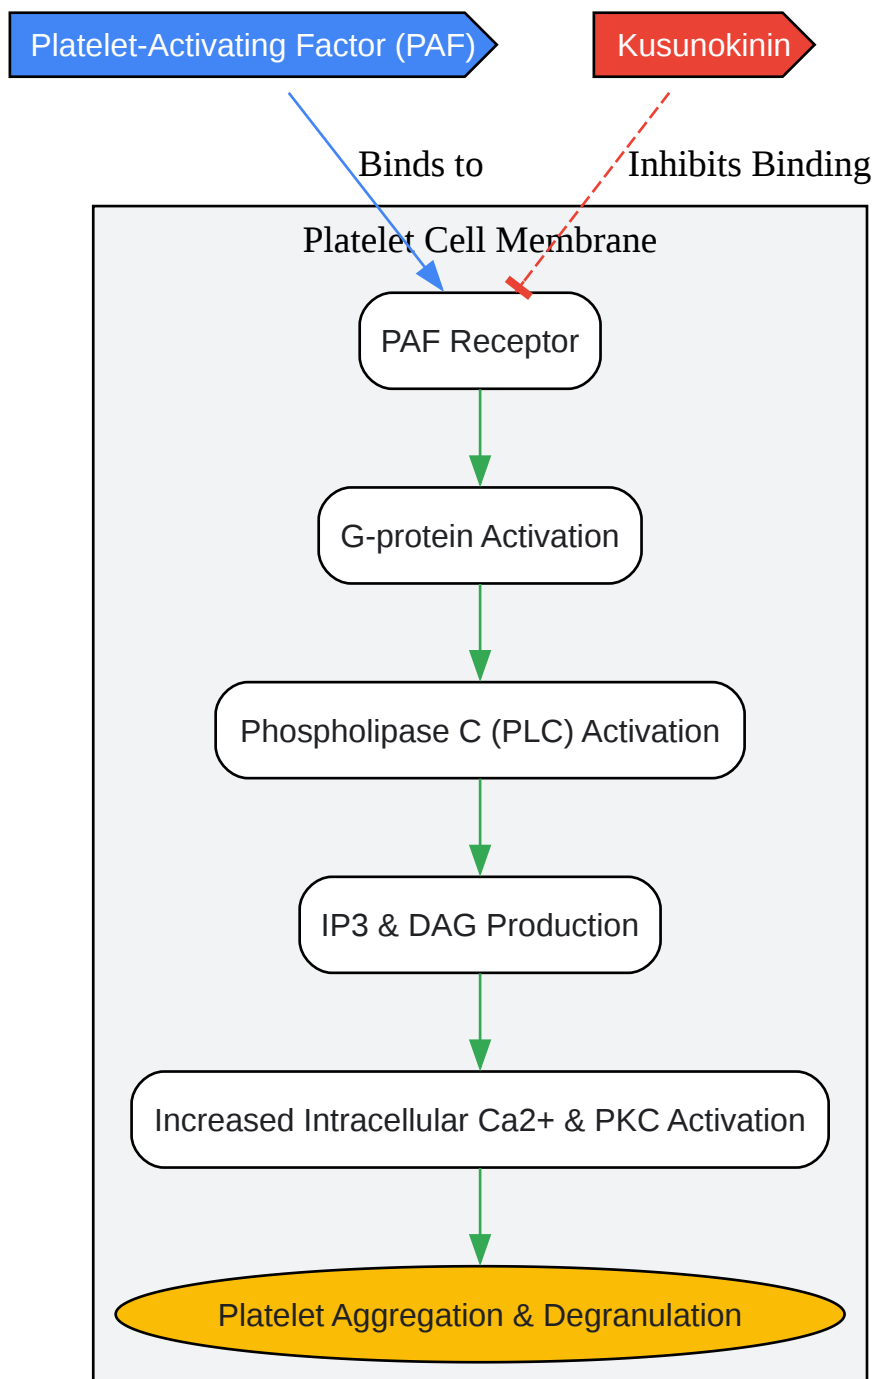 Platelet-Activating Factor (PAF)
Kusunokinin
Binds to
Inhibits Binding
Platelet Cell Membrane
PAF Receptor
G-protein Activation
Phospholipase C (PLC) Activation
IP3 & DAG Production
Increased Intracellular Ca2+ & PKC Activation
Platelet Aggregation & Degranulation